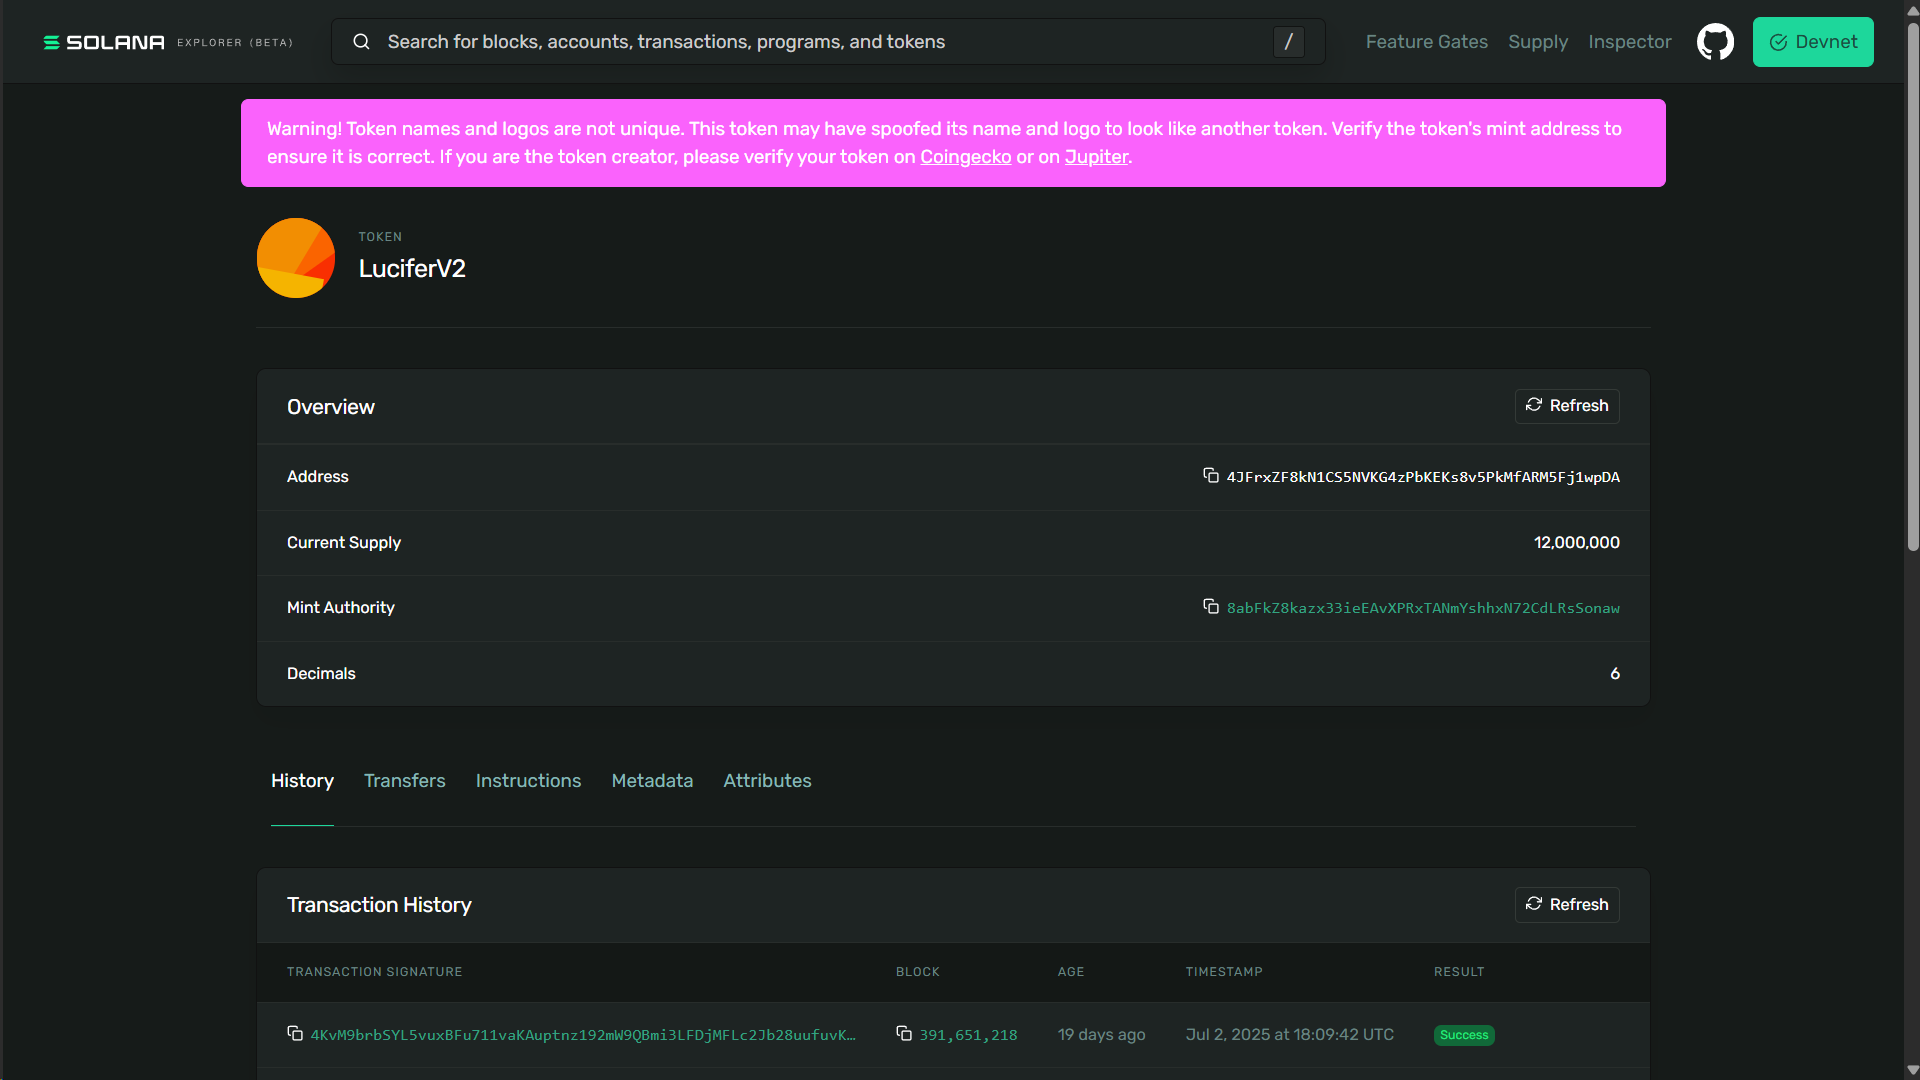 SOLANA EXPLORER (BETA)
Search for blocks, accounts, transactions, programs, and tokens
/
Feature Gates
Supply
Inspector
Devnet
Warning! Token names and logos are not unique. This token may have spoofed its name and logo to look like another token. Verify the token's mint address to
ensure it is correct. If you are the token creator, please verify your token on Coingecko or on Jupiter.
TOKEN
LuciferV2
Overview
Refresh
Address
4JFrxZF8kN1CS5NVKG4zPbKEKs8v5PkMfARM5Fj1wpDA
Current Supply
12,000,000
Mint Authority
8abFkZ8kazx33ieEAvXPRxTANmYshhxN72CdLRsSonaw
Decimals
6
History
Transfers
Instructions
Metadata
Attributes
Transaction History
Refresh
TRANSACTION SIGNATURE
BLOCK
AGE
TIMESTAMP
RESULT
4KvM9brbSYL5vuxBFu711vaKAuptnz192mW9QBmi3LFDjMFLc2Jb28uufuvK…
391,651,218
19 days ago
Jul 2, 2025 at 18:09:42 UTC
Success